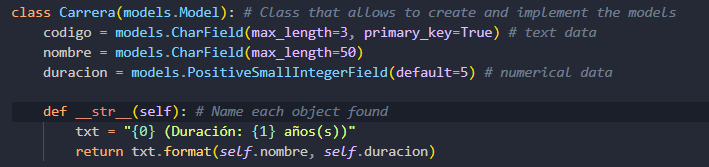 class Carrera(models.Model): # Class that allows to create and implement the models
    codigo = models.CharField(max_length=3, primary_key=True) # text data
    nombre = models.CharField(max_length=50)
    duracion = models.PositiveSmallIntegerField(default=5) # numerical data

    def __str__(self): # Name each object found
        txt = "{0} (Duración: {1} años(s))"
        return txt.format(self.nombre, self.duracion)